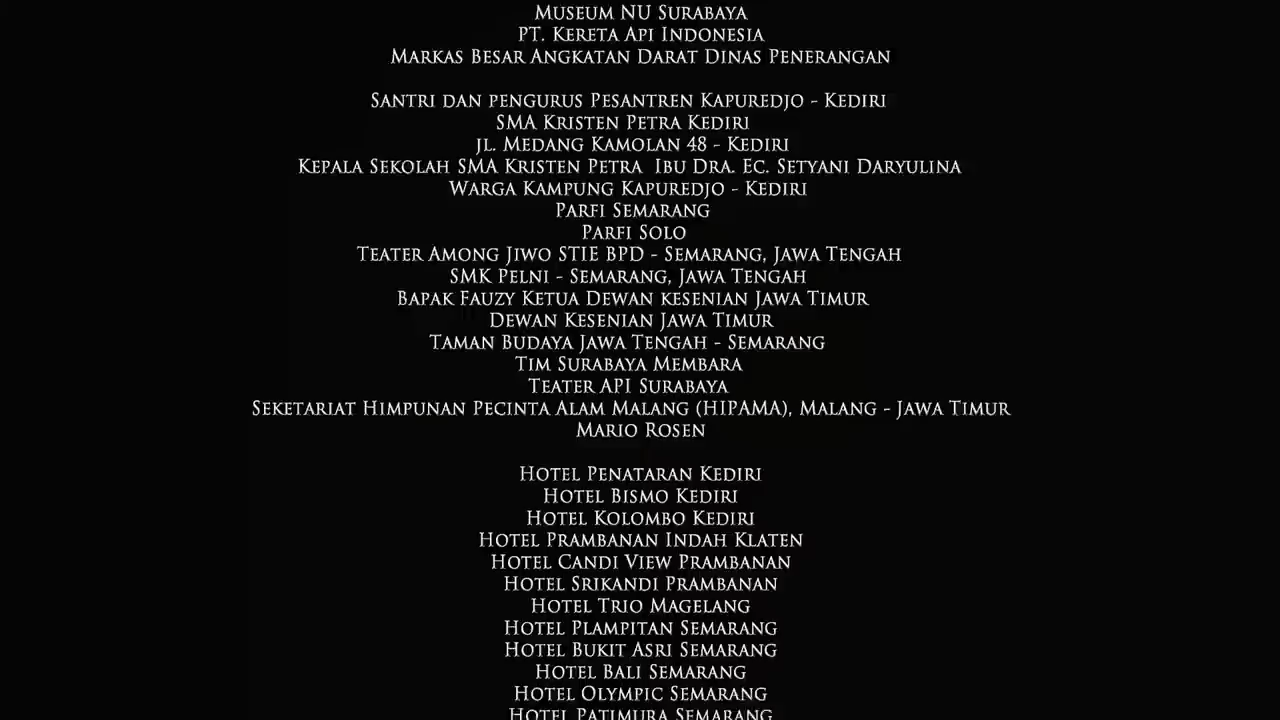 Museum NU Surabaya
PT. Kereta Api Indonesia
Markas Besar Angkatan Darat Dinas Penerangan
Santri dan pengurus Pesantren Kapuredjo - Kediri
SMA Kristen Petra Kediri
jl. Medang Kamolan 48 - Kediri
Kepala Sekolah SMA Kristen Petra Ibu Dra. Ec. Setyani Daryulina
Warga Kampung Kapuredjo - Kediri
Parfi Semarang
Parfi Solo
Teater Among Jiwo STIE BPD - Semarang, Jawa Tengah
SMK Pelni - Semarang, Jawa Tengah
Bapak Fauzy Ketua Dewan kesenian Jawa Timur
Dewan Kesenian Jawa Timur
Taman Budaya Jawa Tengah - Semarang
Tim Surabaya Membara
Teater API Surabaya
Seketariat Himpunan Pecinta Alam Malang (HIPAMA), Malang - Jawa Timur
Mario Rosen
Hotel Penataran Kediri
Hotel Bismo Kediri
Hotel Kolombo Kediri
Hotel Prambanan Indah Klaten
Hotel Candi View Prambanan
Hotel Srikandi Prambanan
Hotel Trio Magelang
Hotel Plampitan Semarang
Hotel Bukit Asri Semarang
Hotel Bali Semarang
Hotel Olympic Semarang
Hotel Patimura Semarang